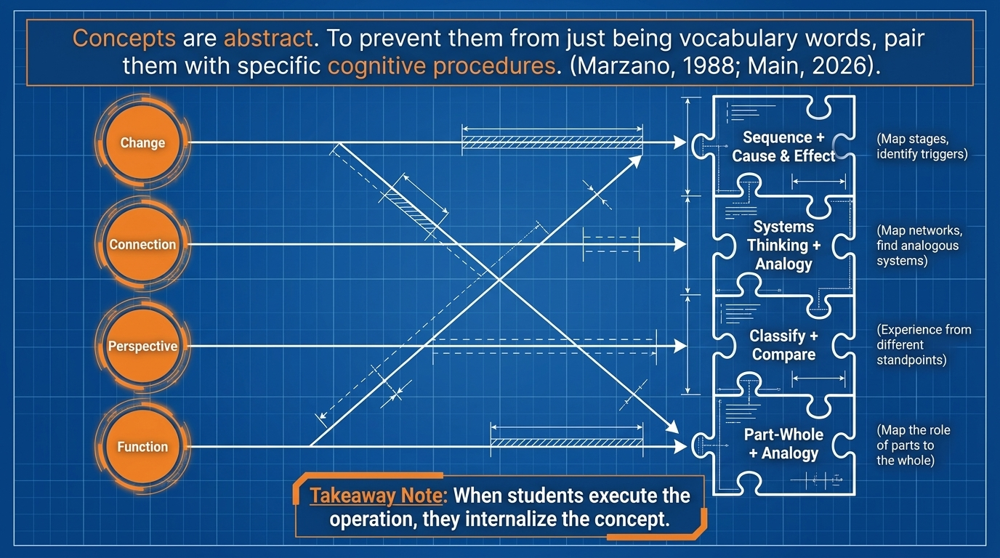 Concepts are abstract. To prevent them from just being vocabulary words, pair
them with specific cognitive procedures. (Marzano, 1988; Main, 2026).
Change
Sequence +
Cause & Effect
(Map stages,
identify triggers)
Connection
Systems
Thinking +
Analogy
(Map networks,
find analogous
systems)
Perspective
Classify +
Compare
(Experience from
different
standpoints)
Function
Part-Whole
+ Analogy
(Map the role
of parts to
the whole)
Takeaway Note: When students execute the
operation, they internalize the concept.